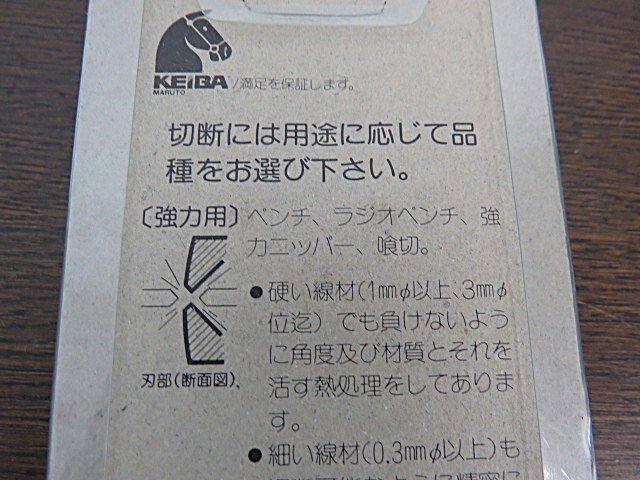 KEIBA /満足を保証します。
MARUTO
切断には用途に応じて品
種をお選び下さい。
〔強力用〕ペンチ、ラジオペンチ、強
力ニッパー、喰切。
●硬い線材(1mmφ以上、3mmφ
位迄)でも負けないよう
に角度及び材質とそれを
活す熱処理をしてありま
す。
刃部(断面図)、
●細い線材(0.3mmφ以上)も